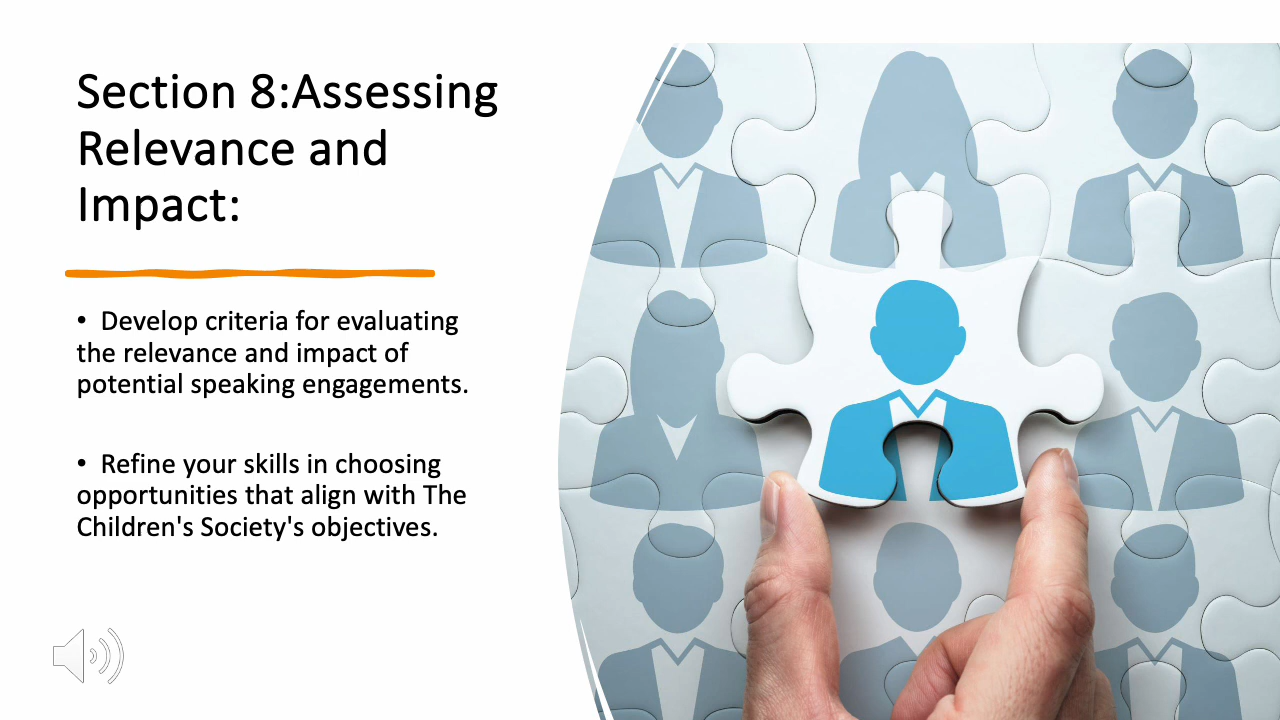 Section 8:Assessing
Relevance and
Impact:
• Develop criteria for evaluating
the relevance and impact of
potential speaking engagements.
• Refine your skills in choosing
opportunities that align with The
Children's Society's objectives.